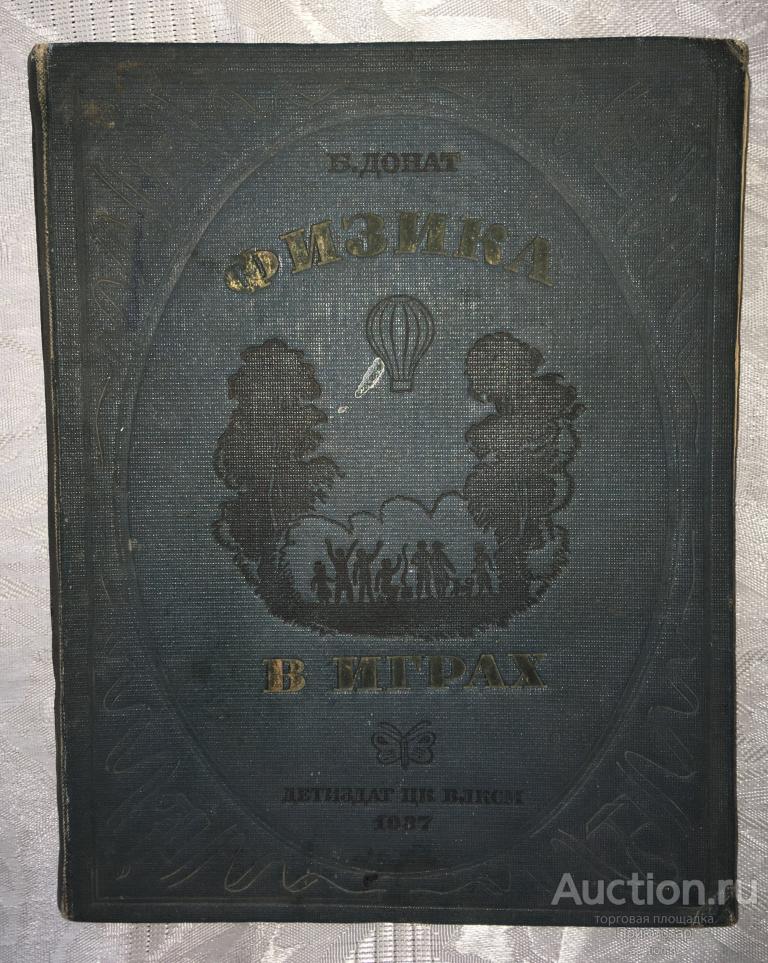 Б. ДОНАТ
ФИЗИКА
В ИГРАХ
ДЕТИЗДАТ ЦК ВЛКСМ
1937
Auction.ru
торговая площадка